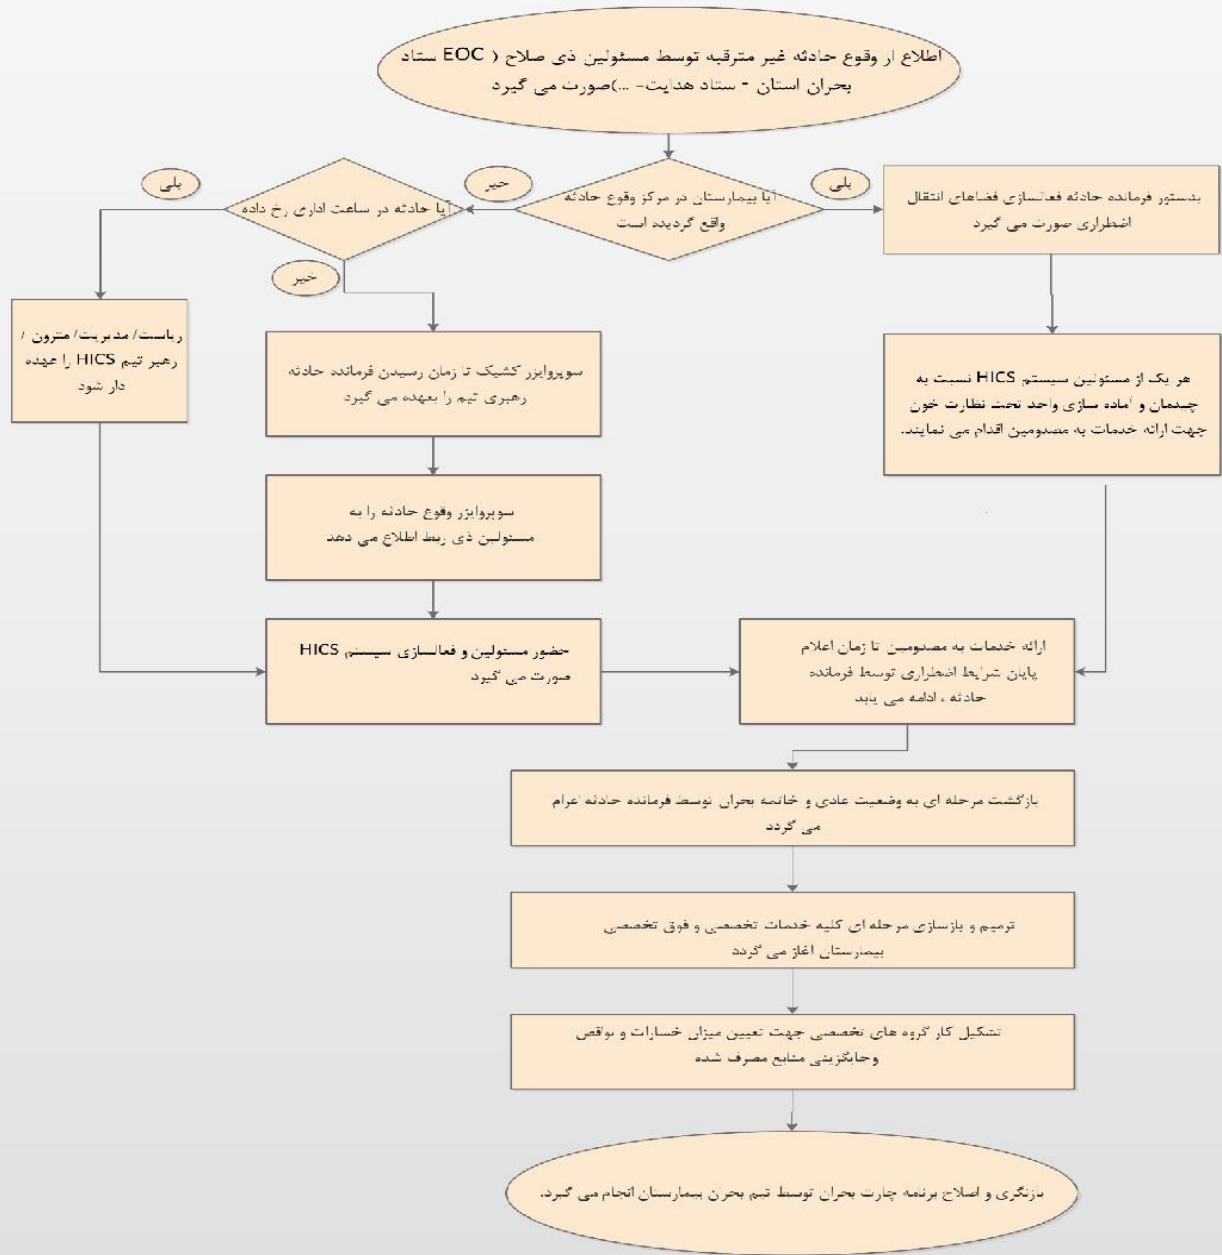 اطلاع از وقوع حادثه غیر مترقبه توسط مسئولین ذی صلاح ( EOC ستاد
بحران استان - ستاد هدایت- ...)صورت می گیرد
آیا بیمارستان در مرکز وقوع حادثه
واقع گردیده است
بلی
خیر
بدستور فرمانده حادثه فعالسازی فضاهای انتقال
اضطراری صورت می گیرد
هر یک از مسئولین سیستم HICS نسبت به
چیدمان و آماده سازی واحد تحت نظارت خون
جهت ارائه خدمات به مصدومین اقدام می نمایند.
آیا حادثه در ساعت اداری رخ داده
بلی
خیر
ریاست/ مدیریت/ مترون /
رهبر تیم HICS را عهده
دار شود
سوپروایزر کشیک تا زمان رسیدن فرمانده حادثه
رهبری تیم را بعهده می گیرد
سوپروایزر وقوع حادثه را به
مسئولین ذی ربط اطلاع می دهد
حضور مسئولین و فعالسازی سیستم HICS
صورت می گیرد
ارائه خدمات به مصدومین تا زمان اعلام
پایان شرایط اضطراری توسط فرمانده
حادثه ، ادامه می یابد
بازگشت مرحله ای به وضعیت عادی و خاتمه بحران توسط فرمانده حادثه اعرام
می گردد
ترمیم و بازسازی مرحله ای کلیه خدمات تخصصی و فوق تخصصی
بیمارستان آغاز می گردد
تشکیل کار گروه های تخصصی جهت تعیین میزان خسارات و نواقص
وجایگزینی منابع مصرف شده
بازنگری و اصلاح برنامه چارت بحران توسط تیم بحران بیمارستان انجام می گیرد.